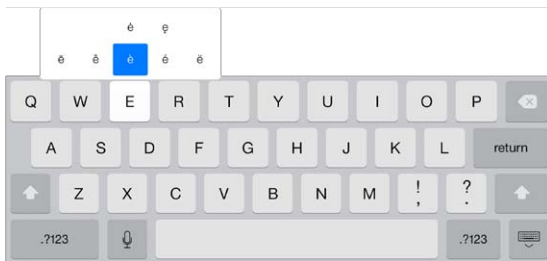 ė ę
ē ê è é ë
Q W E R T Y U I O P
A S D F G H J K L return
Z X C V B N M ! , ? .
.?123 .?123